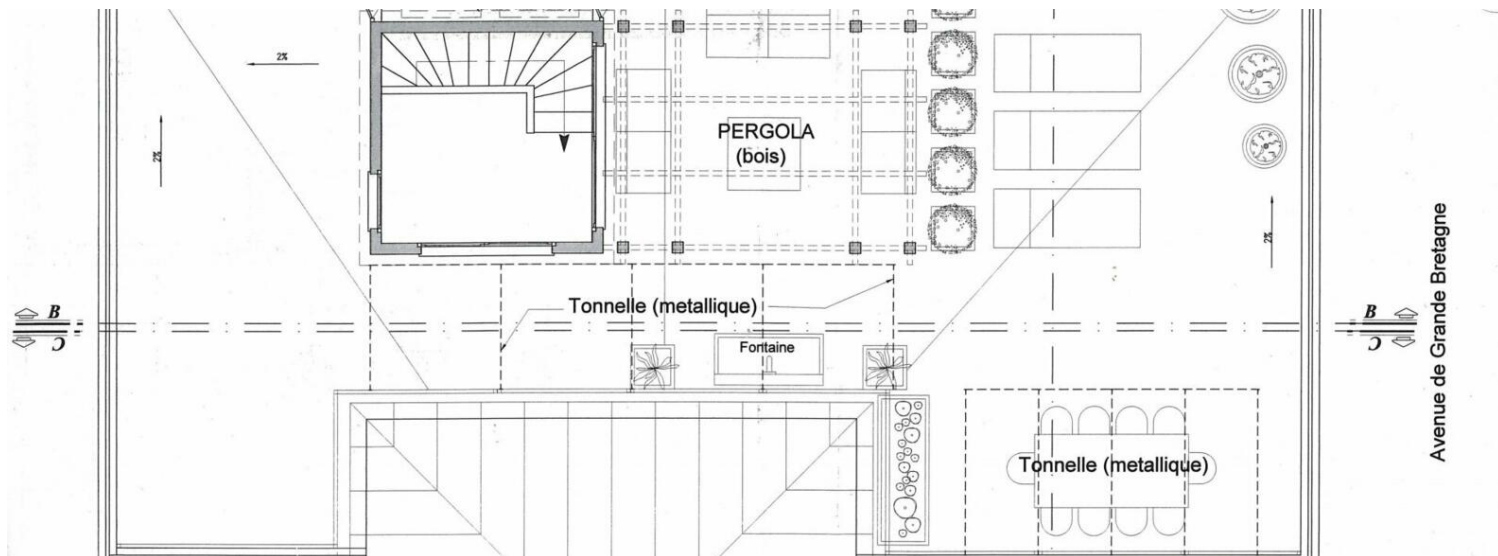 2%
2%
PERGOLA
(bois)
2%
Avenue de Grande Bretagne
Tonnelle (metallique)
B
C
B
C
Fontaine
Tonnelle (metallique)